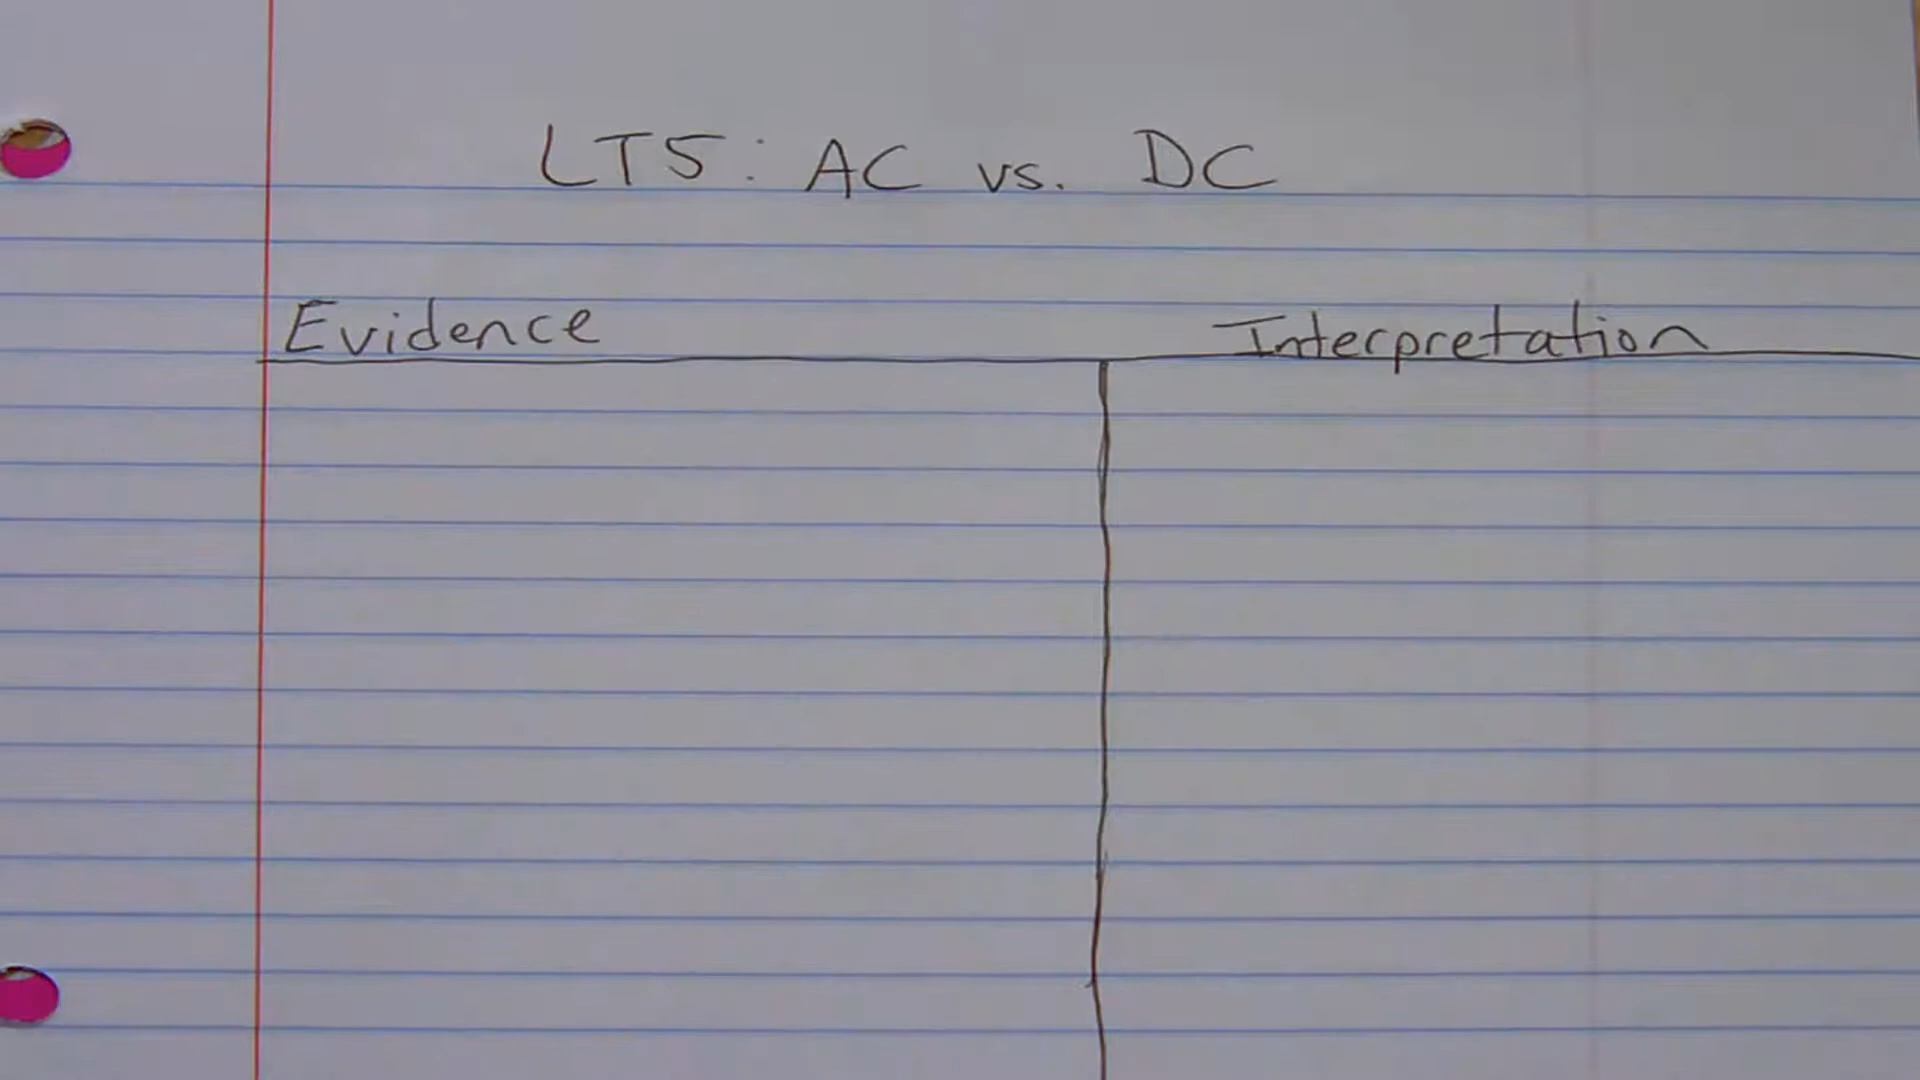 LT5: AC vs. DC
Evidence
Interpretation